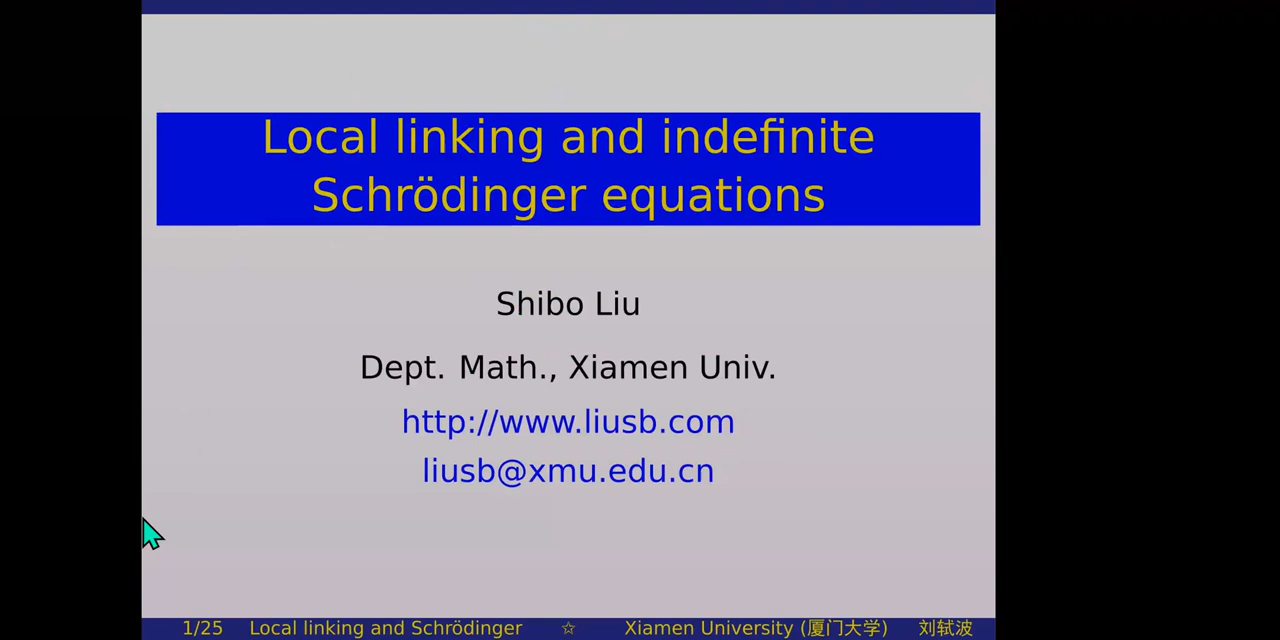 Local linking and indefinite
Schrödinger equations
Shibo Liu
Dept. Math., Xiamen Univ.
http://www.liusb.com
liusb@xmu.edu.cn
1/25 Local linking and Schrödinger ☆ Xiamen University (厦门大学) 刘轼波